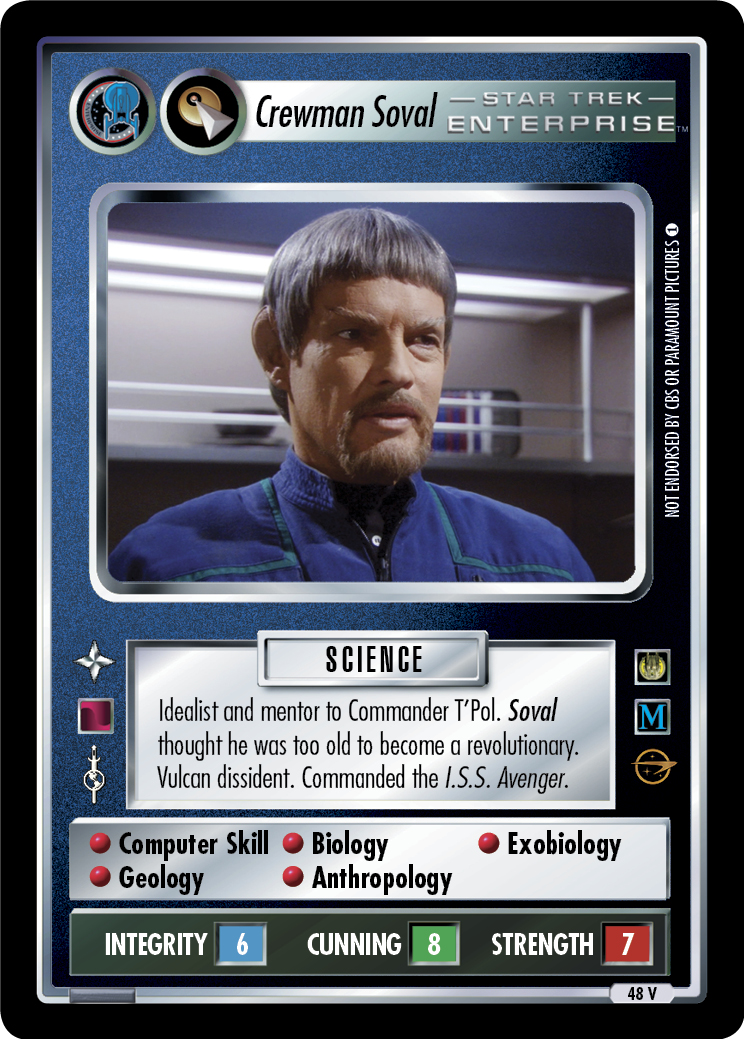 Crewman Soval
STAR TREK
ENTERPRISE™
NOT ENDORSED BY CBS OR PARAMOUNT PICTURES 1
SCIENCE
Idealist and mentor to Commander T'Pol. Soval
thought he was too old to become a revolutionary.
Vulcan dissident. Commanded the I.S.S. Avenger.
M
Computer Skill Biology Exobiology
Geology Anthropology
INTEGRITY 6 CUNNING 8 STRENGTH 7
48 V